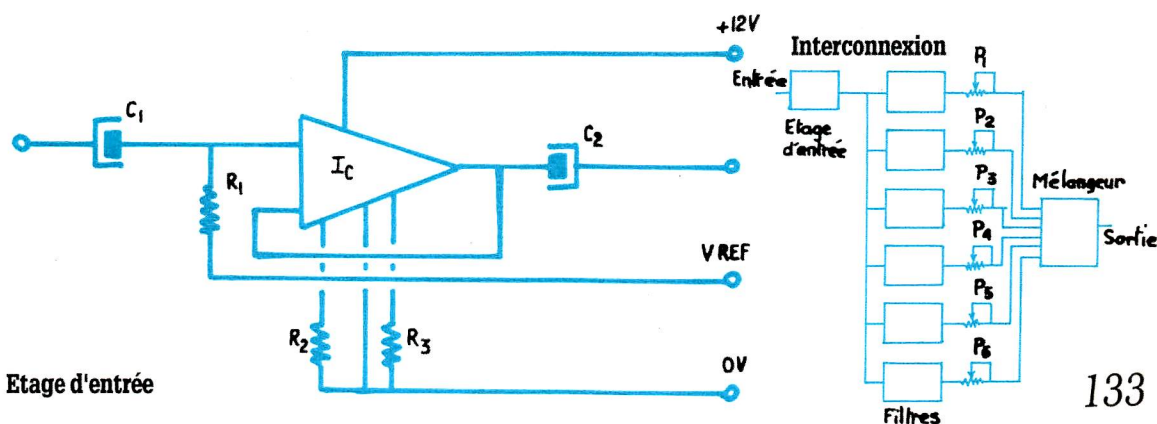 +12V
C1
R1
IC
C2
V REF
R2
R3
0V
Etage d'entrée
Interconnexion
Entrée
Etage
d'entrée
P1
P2
P3
P4
P5
P6
Mélangeur
Sortie
Filtres
133